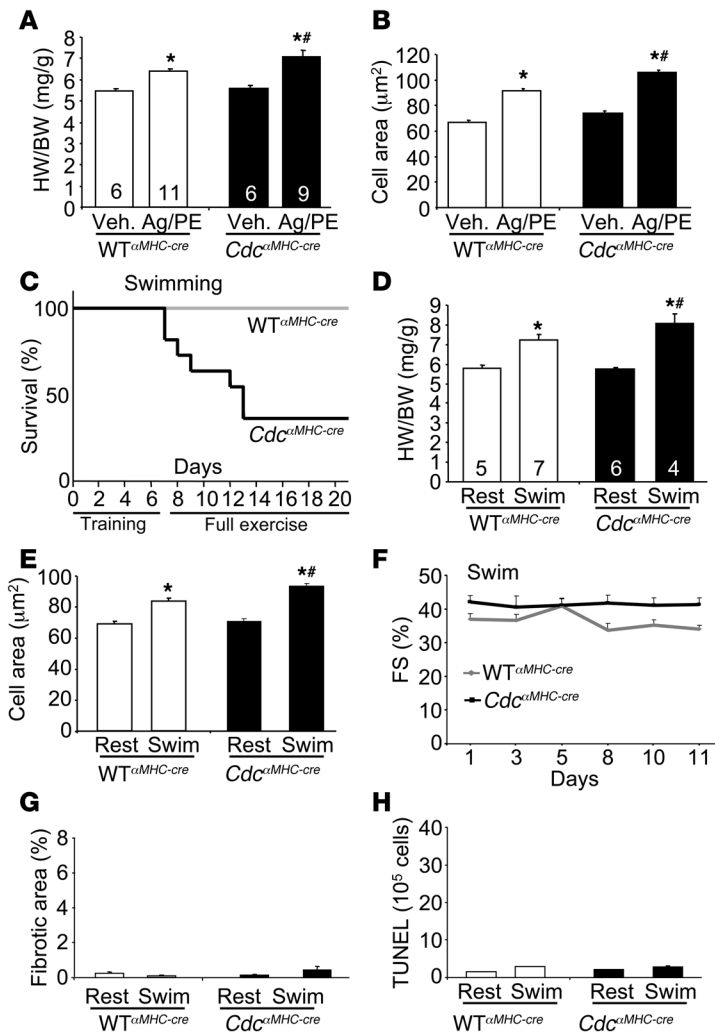 A
HW/BW (mg/g)
8
7
6
5
4
3
2
1
0
*
*#
6
11
6
9
Veh. Ag/PE
Veh. Ag/PE
WTαMHC-cre
CdcαMHC-cre
B
Cell area (μm2)
120
100
80
60
40
20
0
*
*#
Veh. Ag/PE
Veh. Ag/PE
WTαMHC-cre
CdcαMHC-cre
C
Swimming
Survival (%)
100
50
0
WTαMHC-cre
CdcαMHC-cre
Days
0 2 4 6 8 10 12 14 16 18 20
Training
Full exercise
D
HW/BW (mg/g)
9
8
7
6
5
4
3
2
1
0
*
*#
5
7
6
4
Rest Swim
Rest Swim
WTαMHC-cre
CdcαMHC-cre
E
Cell area (μm2)
100
80
60
40
20
0
*
*#
Rest Swim
Rest Swim
WTαMHC-cre
CdcαMHC-cre
F
Swim
FS (%)
50
40
30
20
10
0
WTαMHC-cre
CdcαMHC-cre
1 3 5 8 10 11
Days
G
Fibrotic area (%)
8
6
4
2
0
Rest Swim
Rest Swim
WTαMHC-cre
CdcαMHC-cre
H
TUNEL (105 cells)
40
30
20
10
0
Rest Swim
Rest Swim
WTαMHC-cre
CdcαMHC-cre